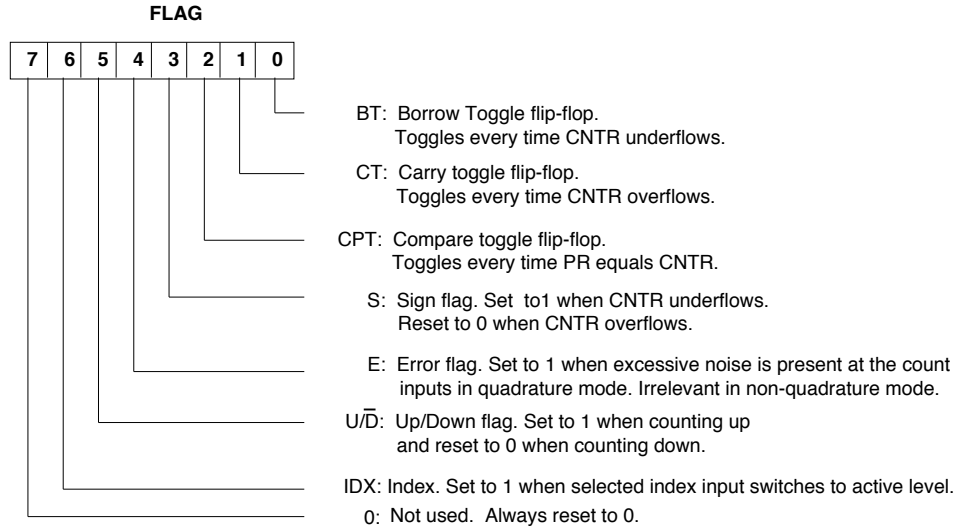 FLAG
7 6 5 4 3 2 1 0
BT: Borrow Toggle flip-flop.
Toggles every time CNTR underflows.
CT: Carry toggle flip-flop.
Toggles every time CNTR overflows.
CPT: Compare toggle flip-flop.
Toggles every time PR equals CNTR.
S: Sign flag. Set to1 when CNTR underflows.
Reset to 0 when CNTR overflows.
E: Error flag. Set to 1 when excessive noise is present at the count
inputs in quadrature mode. Irrelevant in non-quadrature mode.
U/D̅: Up/Down flag. Set to 1 when counting up
and reset to 0 when counting down.
IDX: Index. Set to 1 when selected index input switches to active level.
0: Not used. Always reset to 0.